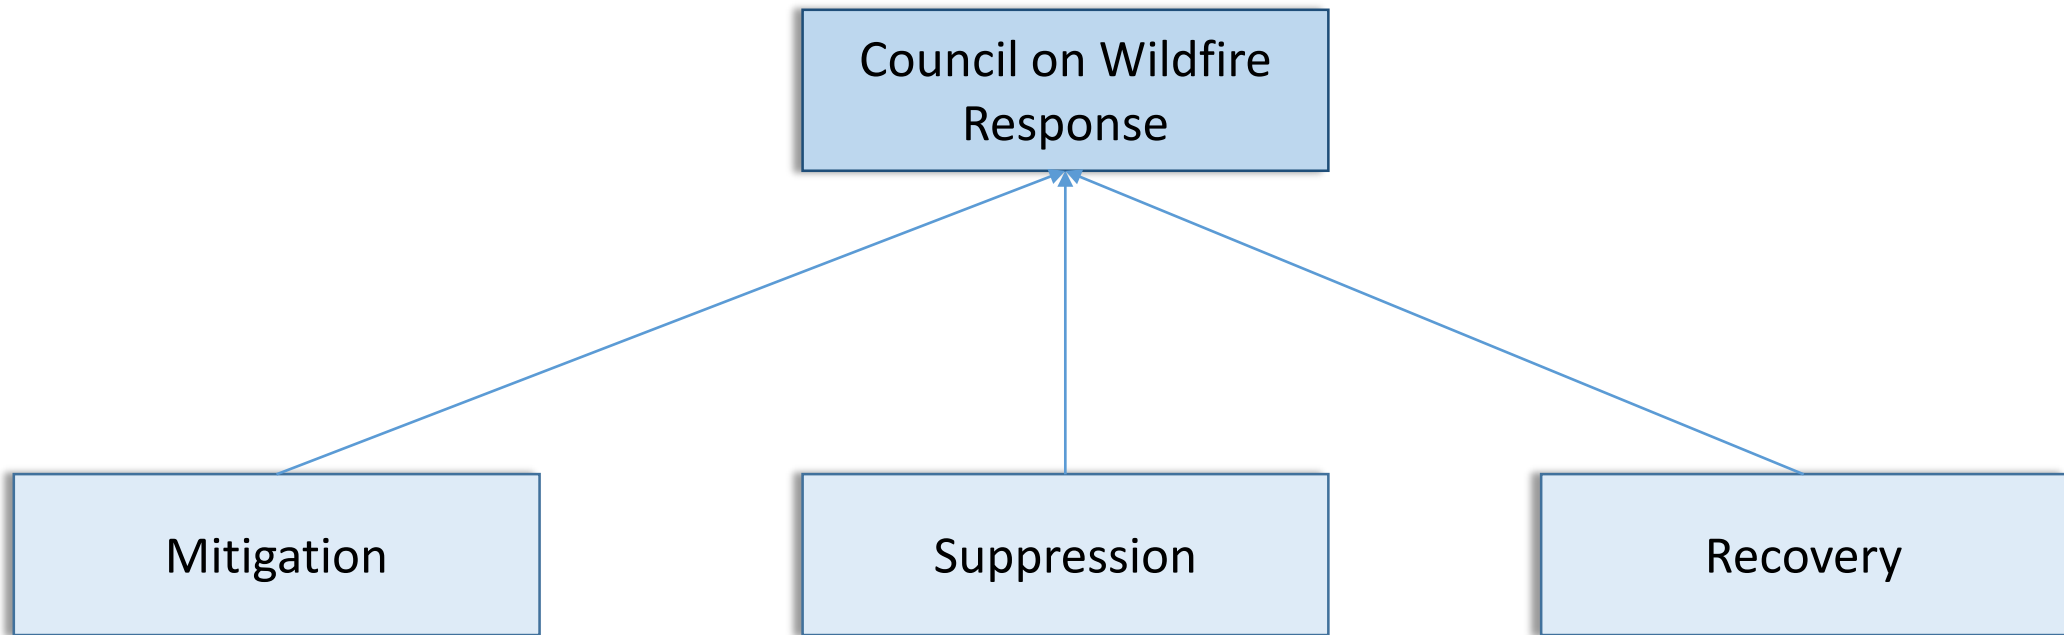 Council on Wildfire
Response
Mitigation
Suppression
Recovery